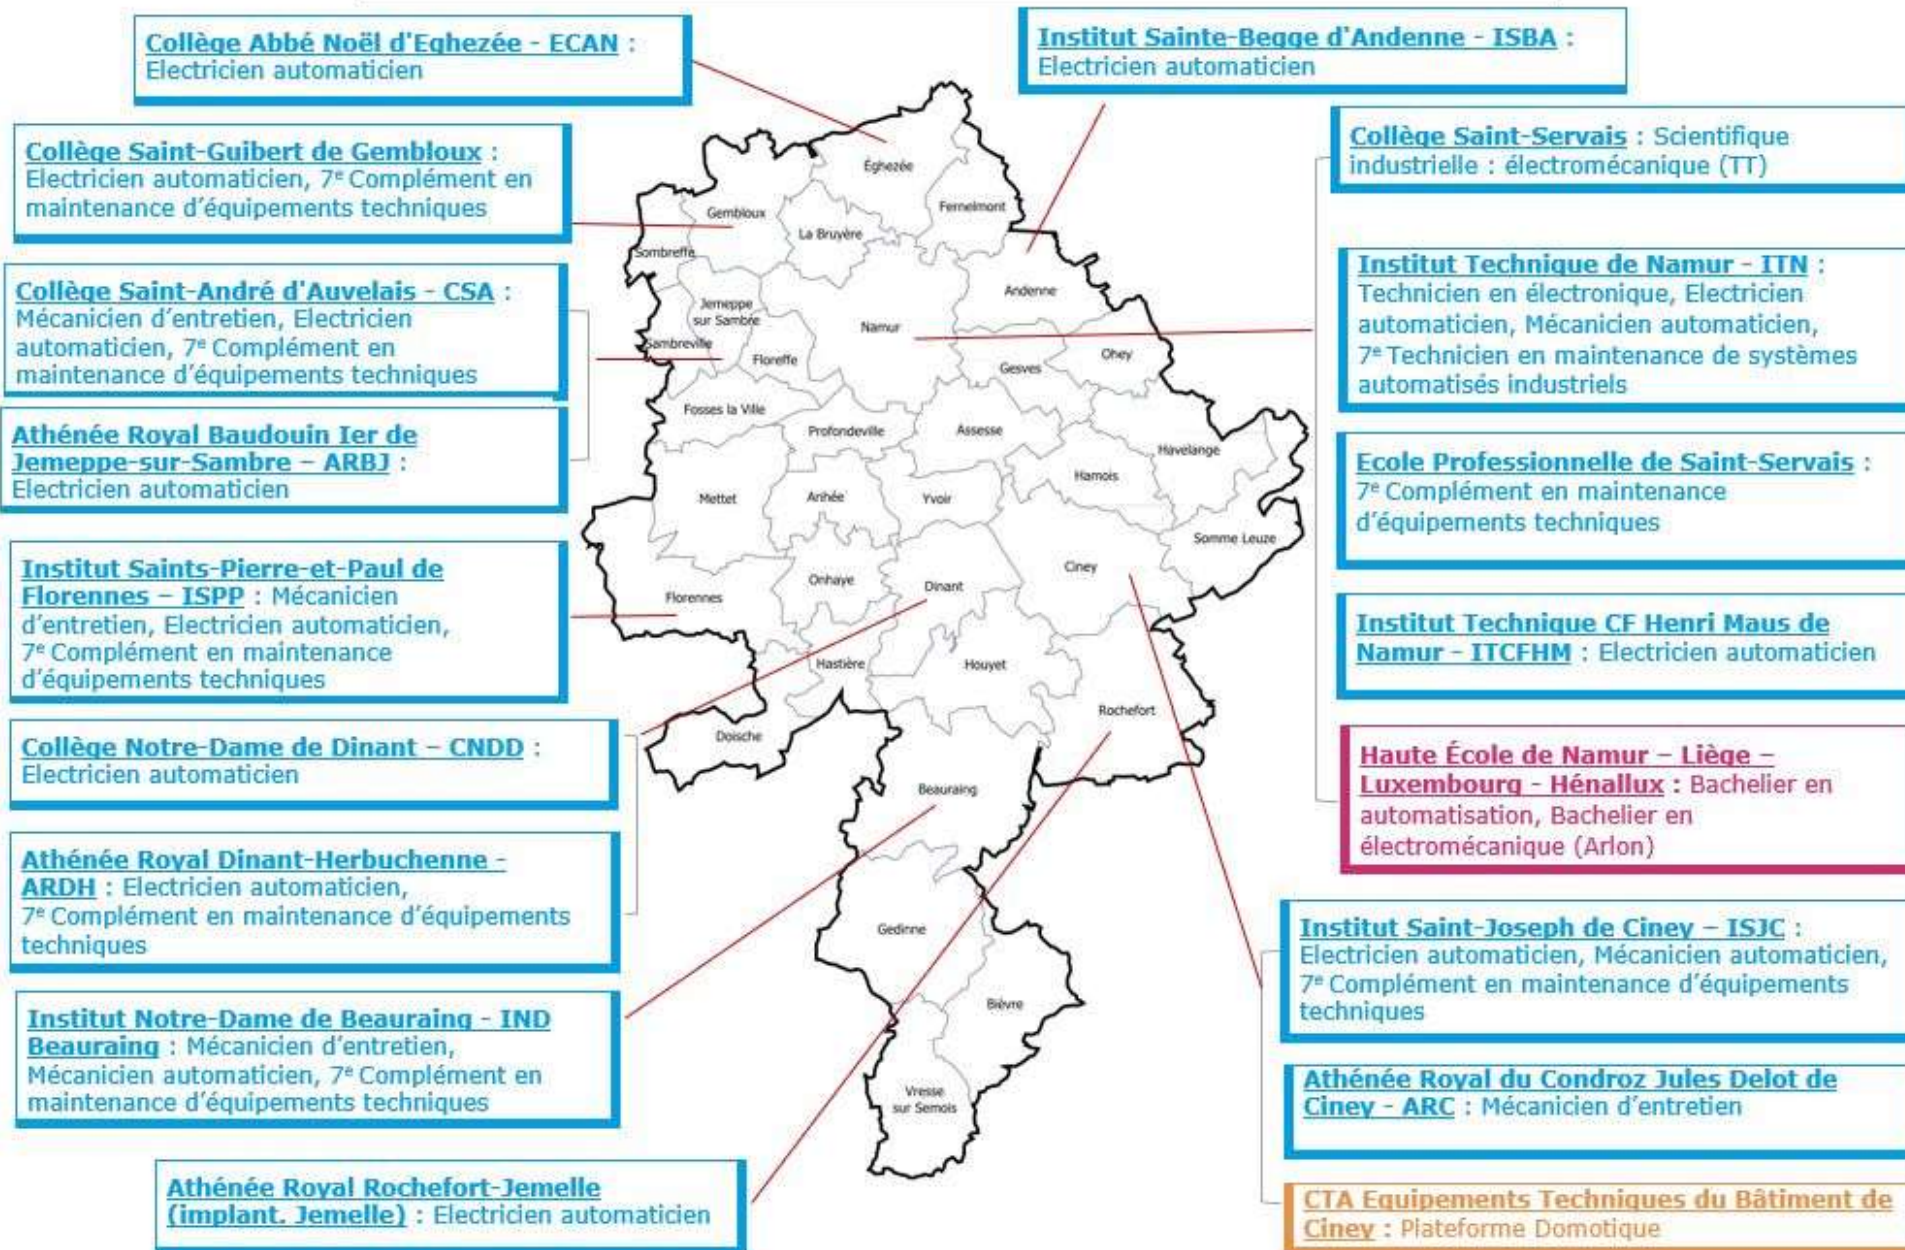 Collège Abbé Noël d'Eghezée - ECAN :
Electricien automaticien
Institut Sainte-Begge d'Andenne - ISBA :
Electricien automaticien
Collège Saint-Guibert de Gembloux :
Electricien automaticien, 7e Complément en
maintenance d'équipements techniques
Collège Saint-André d'Auvelais - CSA :
Mécanicien d'entretien, Electricien
automaticien, 7e Complément en
maintenance d'équipements techniques
Athénée Royal Baudouin Ier de
Jemeppe-sur-Sambre – ARBJ :
Electricien automaticien
Institut Saints-Pierre-et-Paul de
Florennes – ISPP : Mécanicien
d'entretien, Electricien automaticien,
7e Complément en maintenance
d'équipements techniques
Collège Notre-Dame de Dinant – CNDD :
Electricien automaticien
Athénée Royal Dinant-Herbuchenne -
ARDH : Electricien automaticien,
7e Complément en maintenance d'équipements
techniques
Institut Notre-Dame de Beauraing - IND
Beauraing : Mécanicien d'entretien,
Mécanicien automaticien, 7e Complément en
maintenance d'équipements techniques
Athénée Royal Rochefort-Jemelle
(implant. Jemelle) : Electricien automaticien
Éghezée
Fernelmont
Gembloux
La Bruyère
Sombreffe
Andenne
Jemeppe
sur Sambre
Namur
Sambreville
Floreffe
Gesves
Ohey
Fosses la Ville
Profondeville
Assesse
Havelange
Hamois
Mettet
Anhée
Yvoir
Somme Leuze
Ciney
Onhaye
Dinant
Florennes
Hastière
Houyet
Rochefort
Doische
Beauraing
Gedinne
Bièvre
Vresse
sur Semois
Collège Saint-Servais : Scientifique
industrielle : électromécanique (TT)
Institut Technique de Namur - ITN :
Technicien en électronique, Electricien
automaticien, Mécanicien automaticien,
7e Technicien en maintenance de systèmes
automatisés industriels
Ecole Professionnelle de Saint-Servais :
7e Complément en maintenance
d'équipements techniques
Institut Technique CF Henri Maus de
Namur - ITCFHM : Electricien automaticien
Haute École de Namur – Liège –
Luxembourg - Hénallux : Bachelier en
automatisation, Bachelier en
électromécanique (Arlon)
Institut Saint-Joseph de Ciney – ISJC :
Electricien automaticien, Mécanicien automaticien,
7e Complément en maintenance d'équipements
techniques
Athénée Royal du Condroz Jules Delot de
Ciney - ARC : Mécanicien d'entretien
CTA Equipements Techniques du Bâtiment de
Ciney : Plateforme Domotique